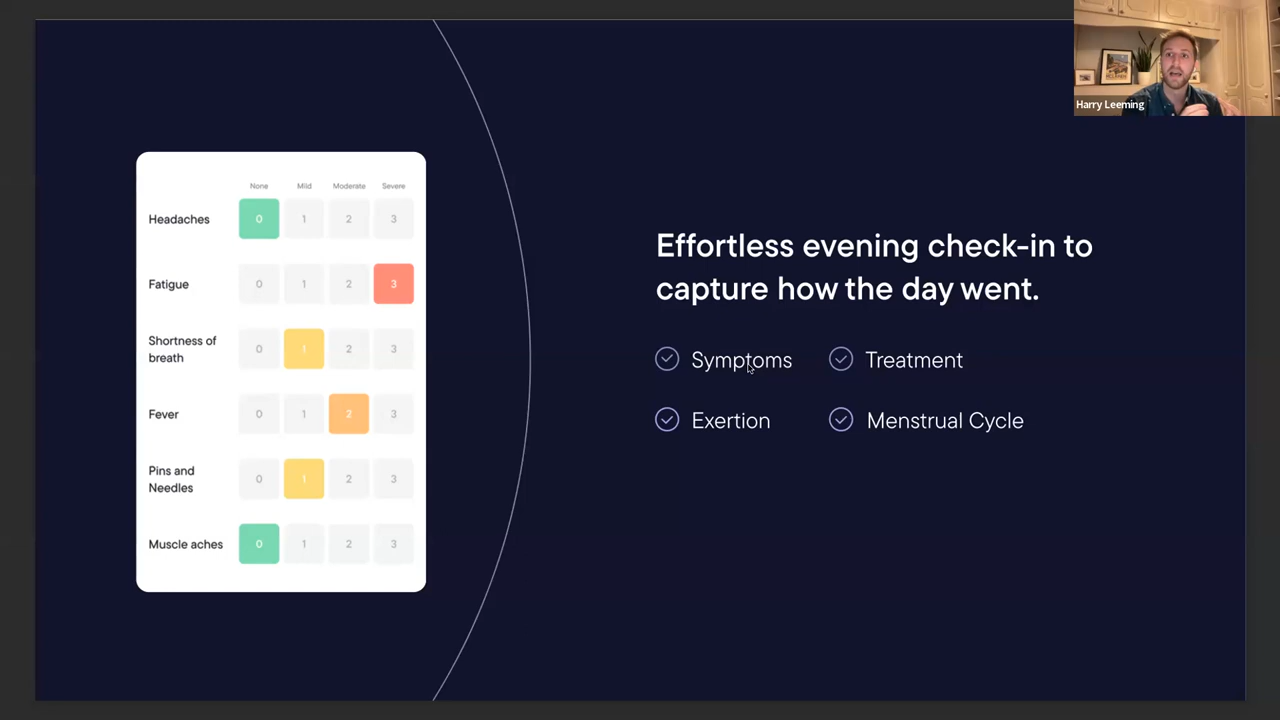 Harry Leeming
None Mild Moderate Severe
Headaches 0 1 2 3
Fatigue 0 1 2 3
Shortness of
breath 0 1 2 3
Fever 0 1 2 3
Pins and
Needles 0 1 2 3
Muscle aches 0 1 2 3
Effortless evening check-in to
capture how the day went.
Symptoms Treatment
Exertion Menstrual Cycle